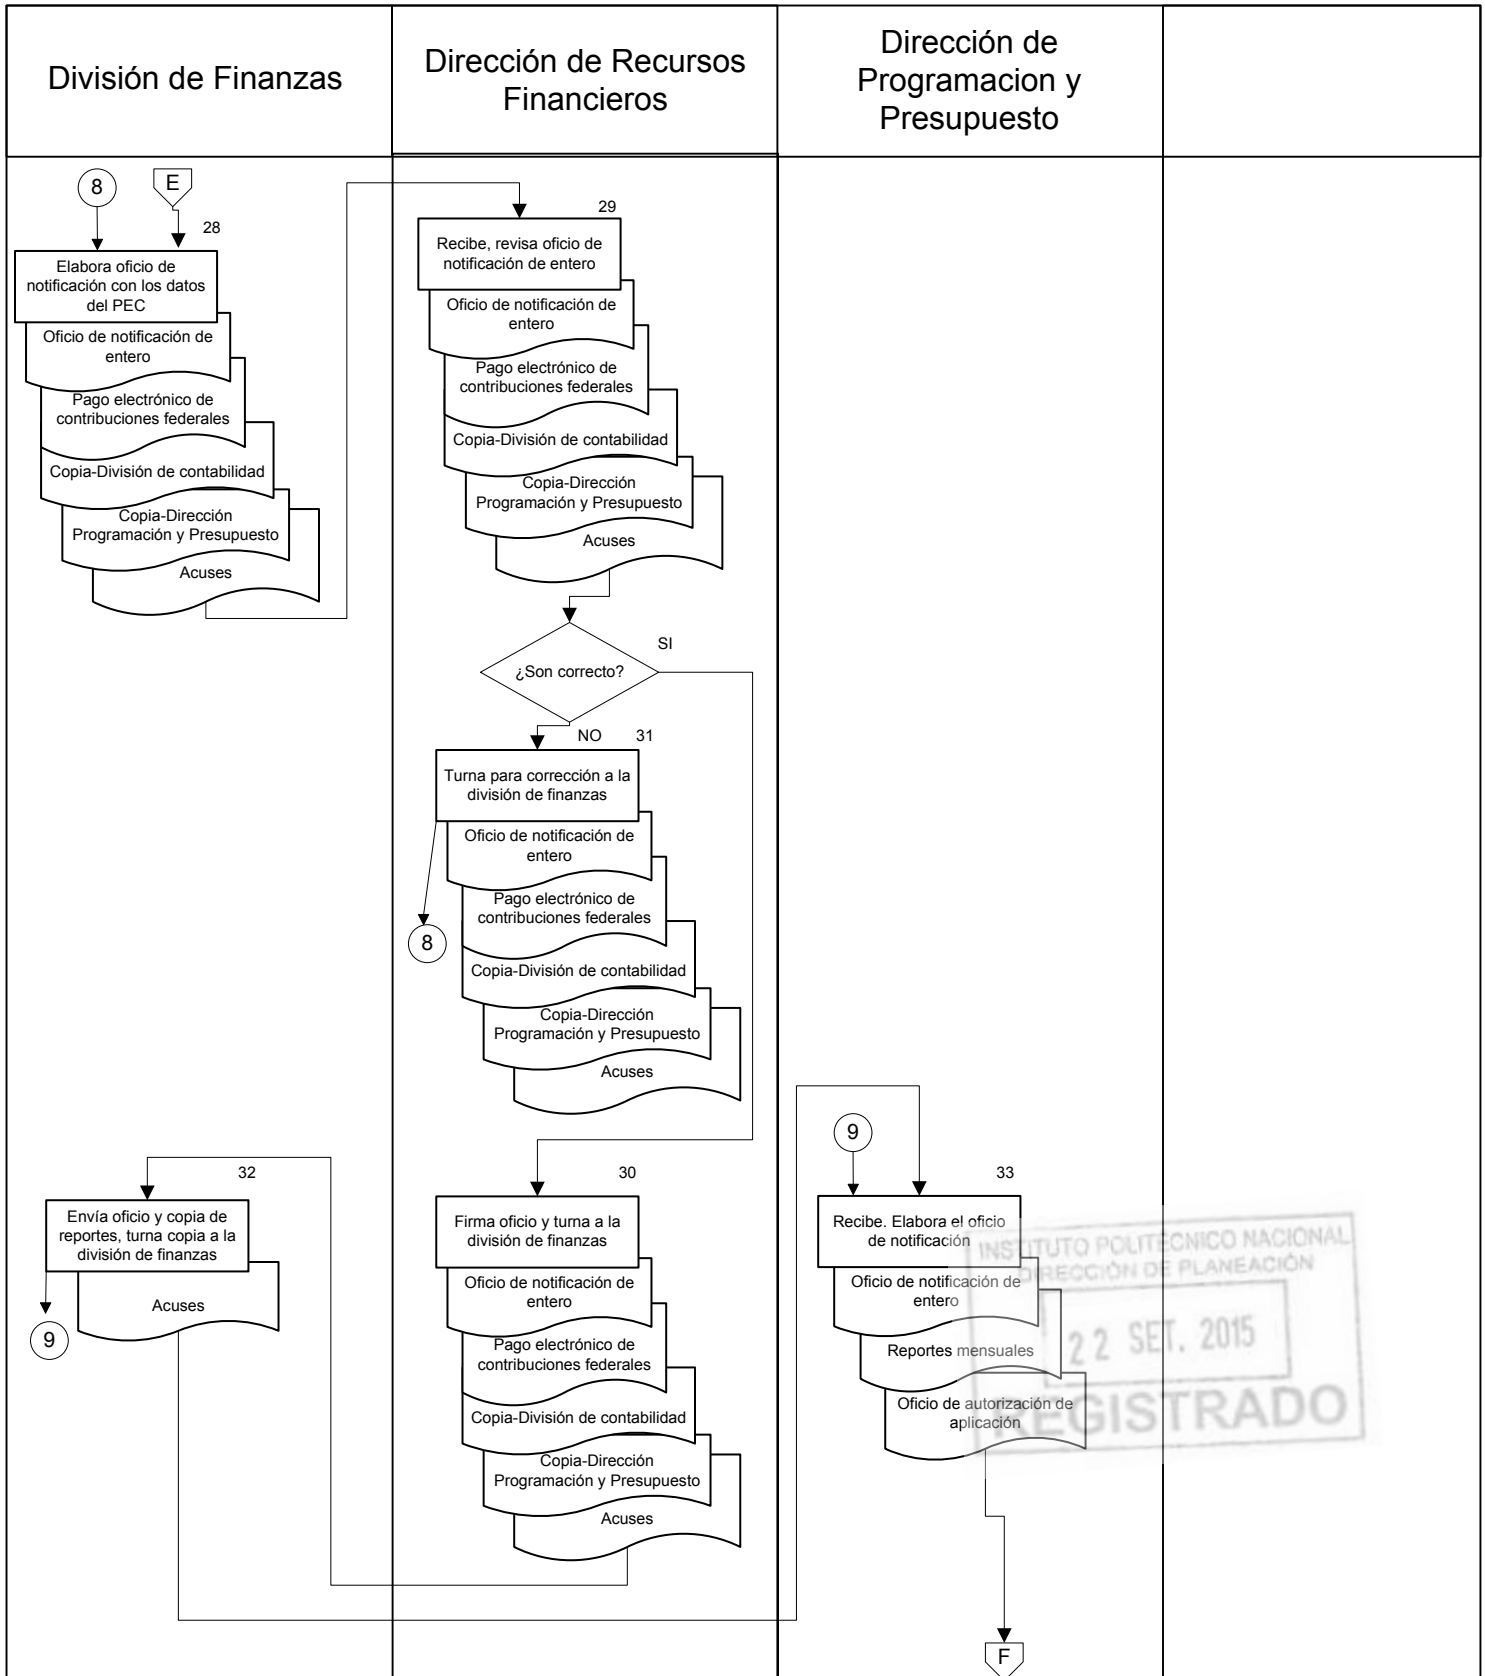 División de Finanzas
Dirección de Recursos
Financieros
Dirección de
Programacion y
Presupuesto
8
E
28
Elabora oficio de
notificación con los datos
del PEC
Oficio de notificación de
entero
Pago electrónico de
contribuciones federales
Copia-División de contabilidad
Copia-Dirección
Programación y Presupuesto
Acuses
29
Recibe, revisa oficio de
notificación de entero
Oficio de notificación de
entero
Pago electrónico de
contribuciones federales
Copia-División de contabilidad
Copia-Dirección
Programación y Presupuesto
Acuses
¿Son correcto?
SI
NO
31
Turna para corrección a la
división de finanzas
Oficio de notificación de
entero
Pago electrónico de
contribuciones federales
Copia-División de contabilidad
Copia-Dirección
Programación y Presupuesto
Acuses
8
32
Envía oficio y copia de
reportes, turna copia a la
división de finanzas
Acuses
9
30
Firma oficio y turna a la
división de finanzas
Oficio de notificación de
entero
Pago electrónico de
contribuciones federales
Copia-División de contabilidad
Copia-Dirección
Programación y Presupuesto
Acuses
9
33
Recibe. Elabora el oficio
de notificación
Oficio de notificación de
entero
Reportes mensuales
Oficio de autorización de
aplicación
F
INSTITUTO POLITÉCNICO NACIONAL
DIRECCIÓN DE PLANEACIÓN
22 SET. 2015
REGISTRADO